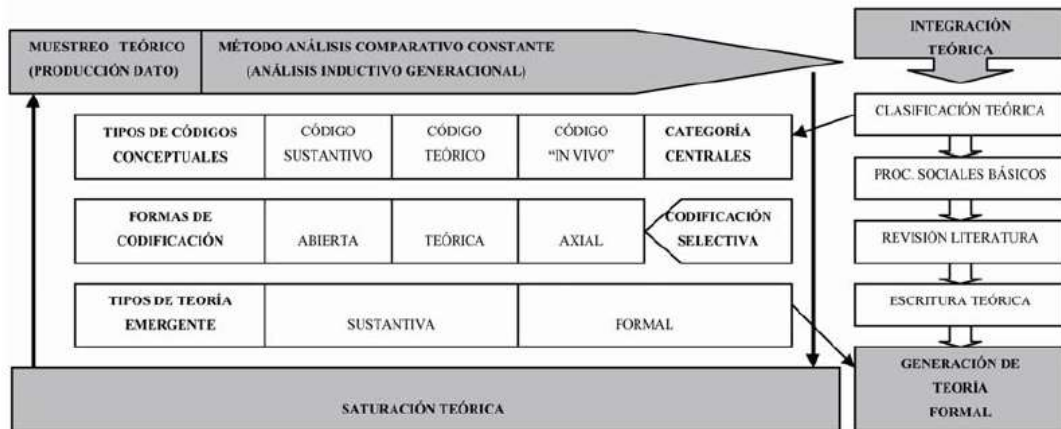 MUESTREO TEÓRICO
(PRODUCCIÓN DATO)
MÉTODO ANÁLISIS COMPARATIVO CONSTANTE
(ANÁLISIS INDUCTIVO GENERACIONAL)
INTEGRACIÓN
TEÓRICA
TIPOS DE CÓDIGOS
CONCEPTUALES
CÓDIGO
SUSTANTIVO
CÓDIGO
TEÓRICO
CÓDIGO
“IN VIVO”
CATEGORÍA
CENTRALES
FORMAS DE
CODIFICACIÓN
ABIERTA
TEÓRICA
AXIAL
CODIFICACIÓN
SELECTIVA
TIPOS DE TEORÍA
EMERGENTE
SUSTANTIVA
FORMAL
SATURACIÓN TEÓRICA
CLASIFICACIÓN TEÓRICA
PROC. SOCIALES BÁSICOS
REVISIÓN LITERATURA
ESCRITURA TEÓRICA
GENERACIÓN DE
TEORÍA
FORMAL